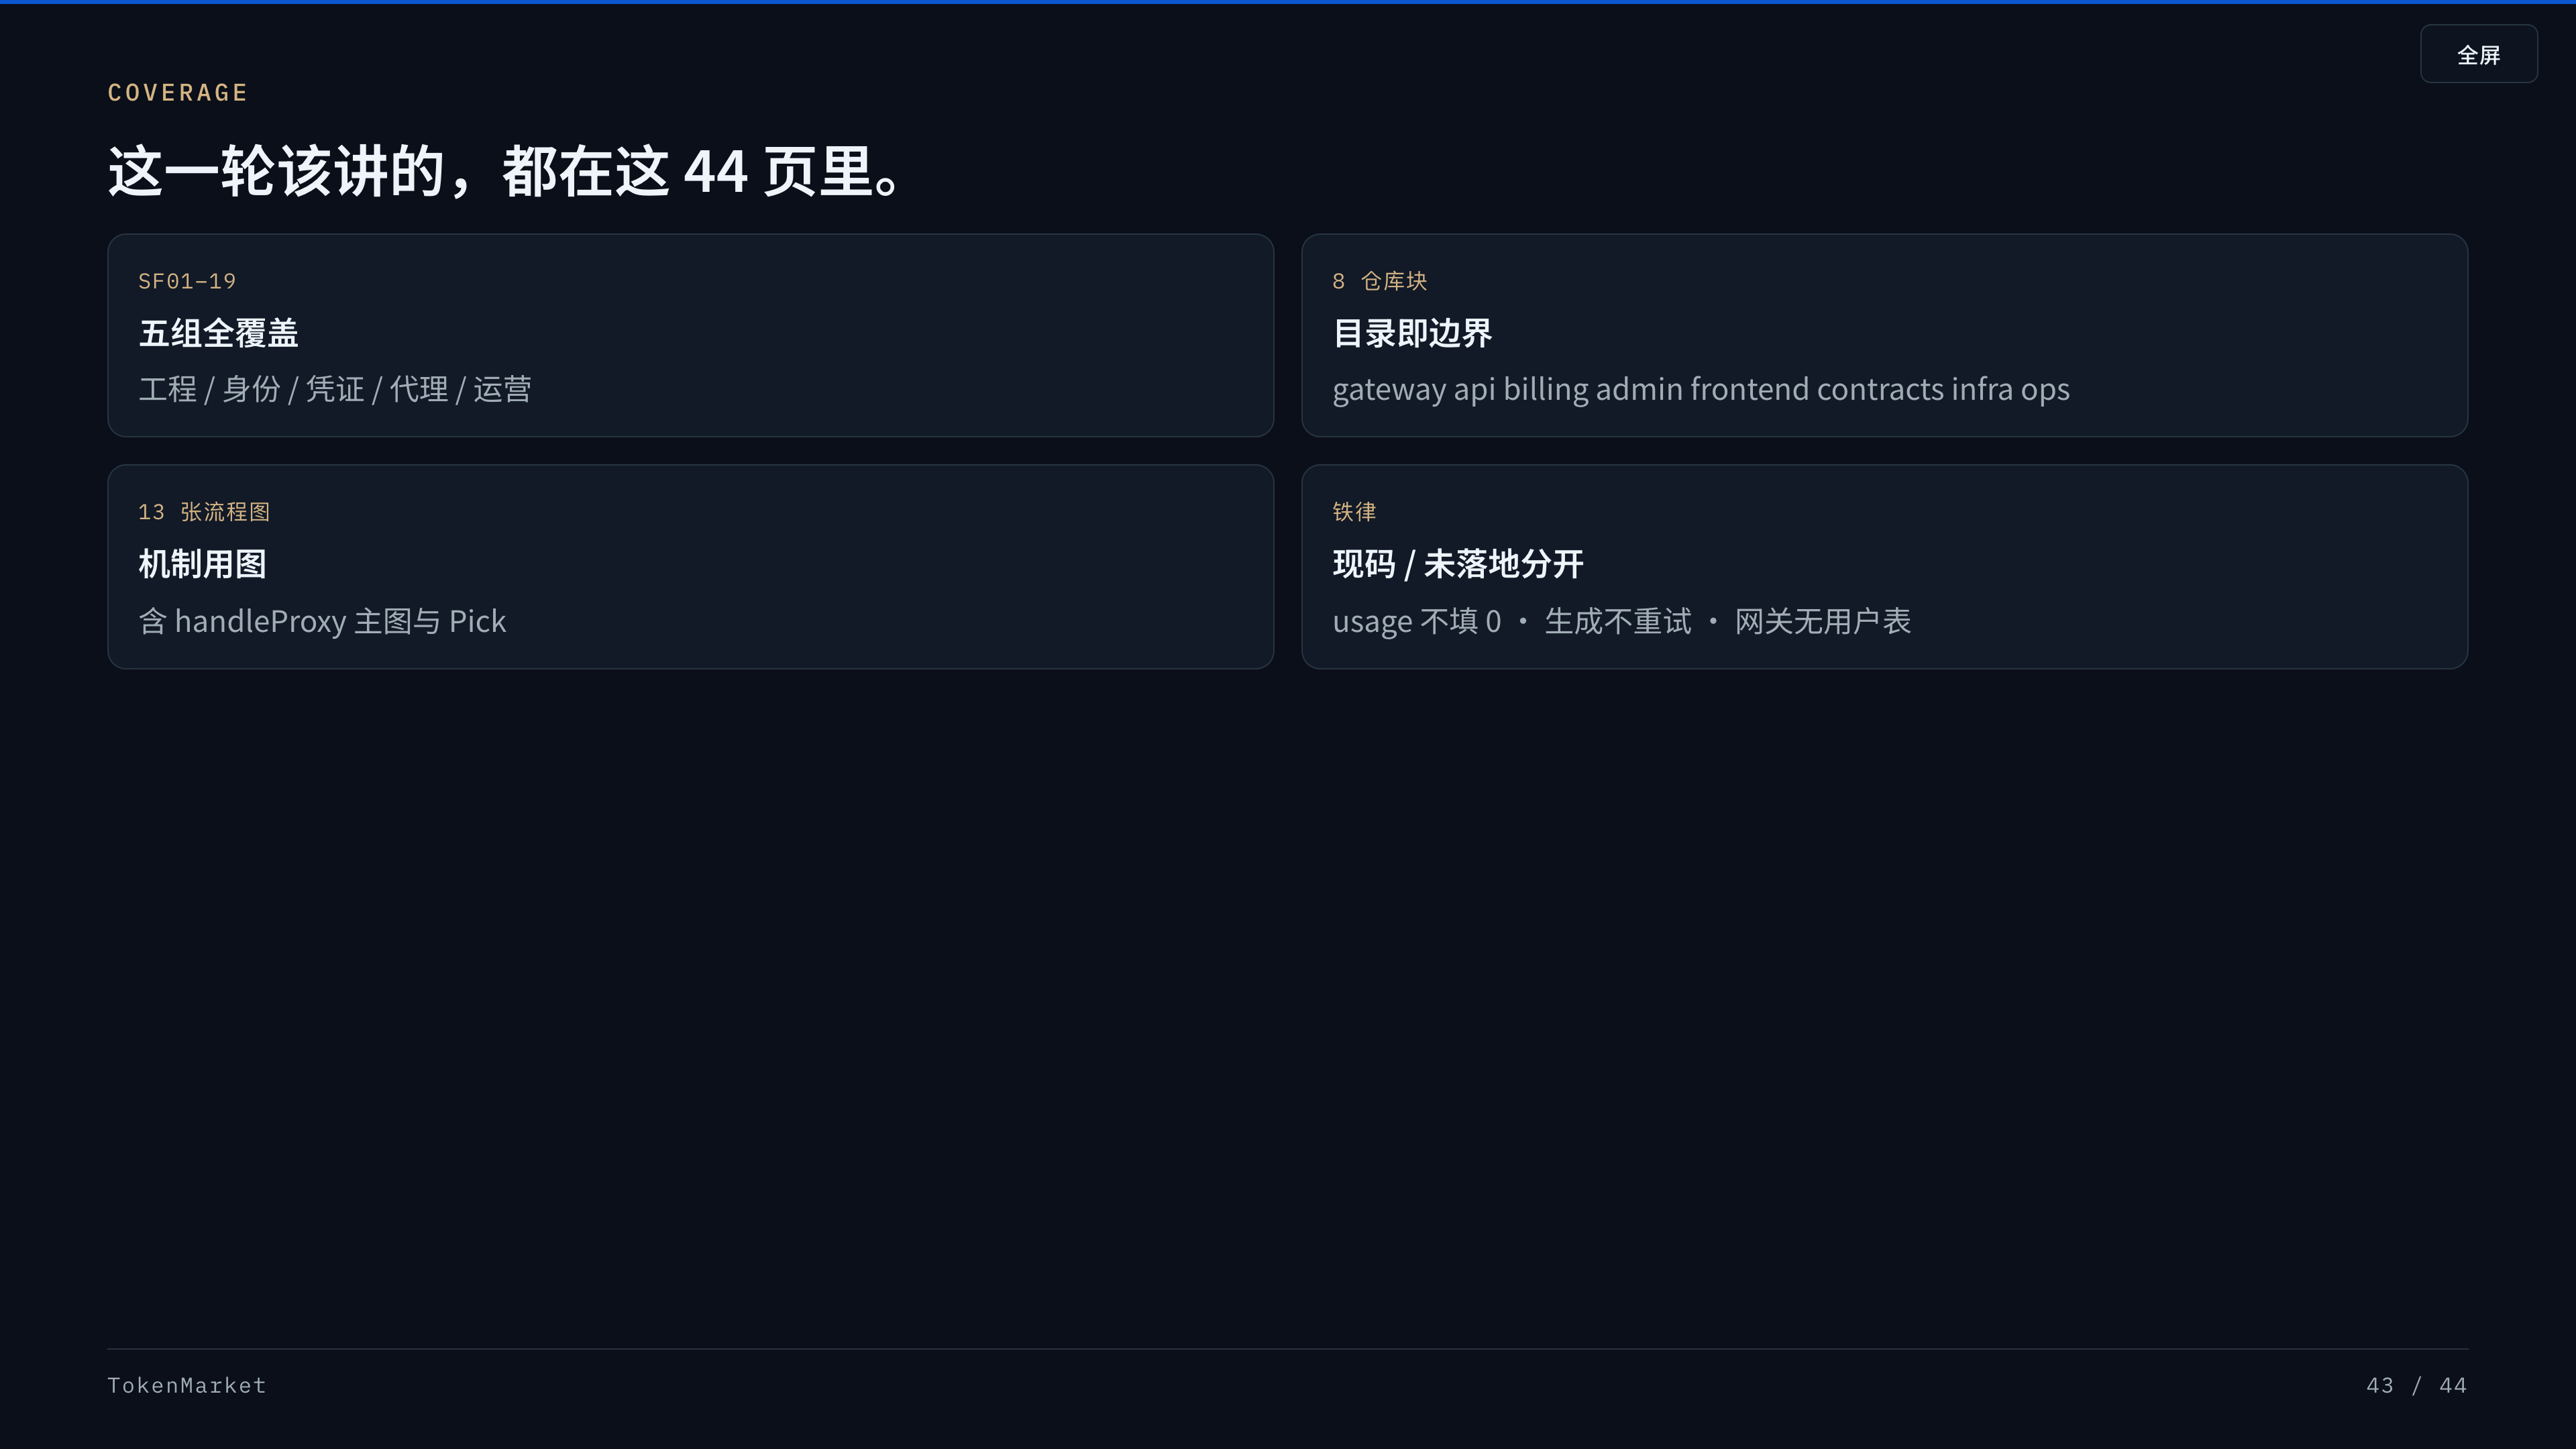 全屏
COVERAGE
这一轮该讲的，都在这 44 页里。
SF01–19
五组全覆盖
工程 / 身份 / 凭证 / 代理 / 运营
8 仓库块
目录即边界
gateway api billing admin frontend contracts infra ops
13 张流程图
机制用图
含 handleProxy 主图与 Pick
铁律
现码 / 未落地分开
usage 不填 0 · 生成不重试 · 网关无用户表
TokenMarket
43 / 44